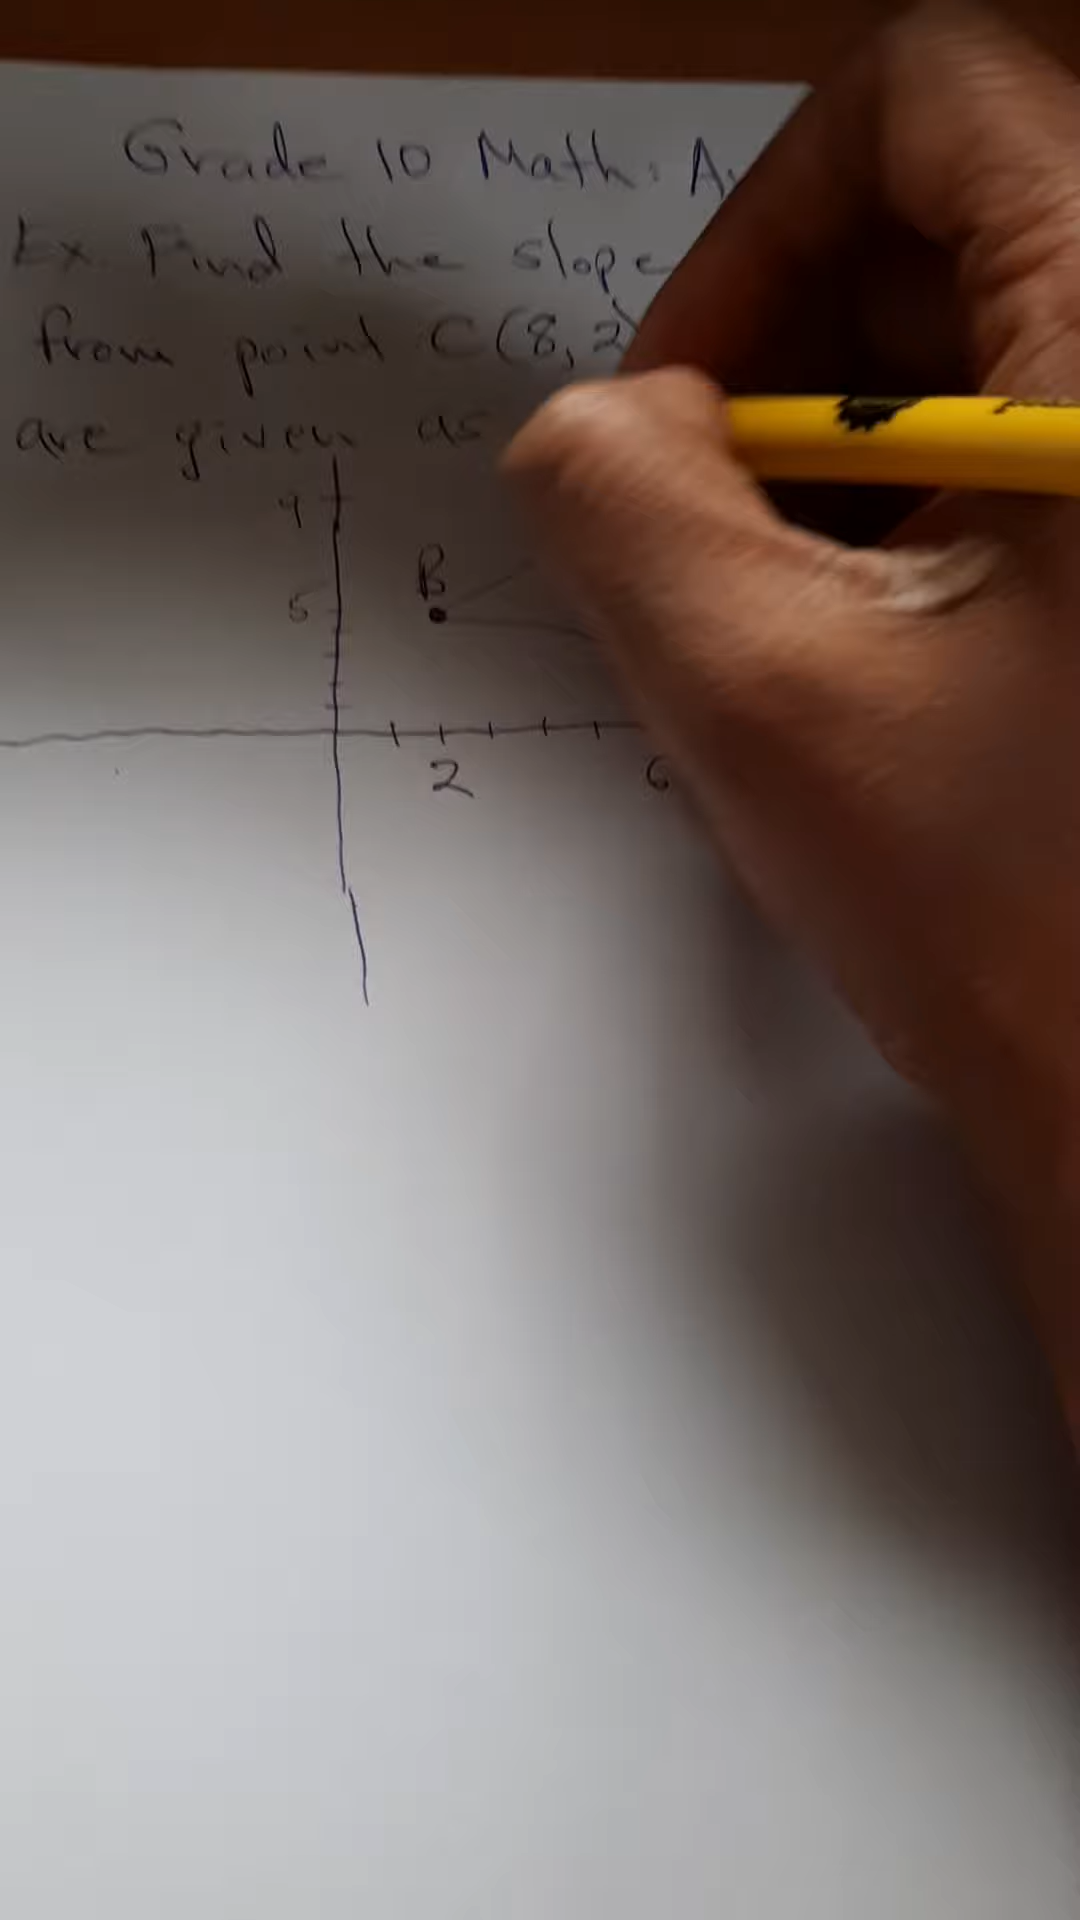 Grade 10 Math:
Ex. Find the slope
from point C(8,2)
are given as
9
B
5
2
6